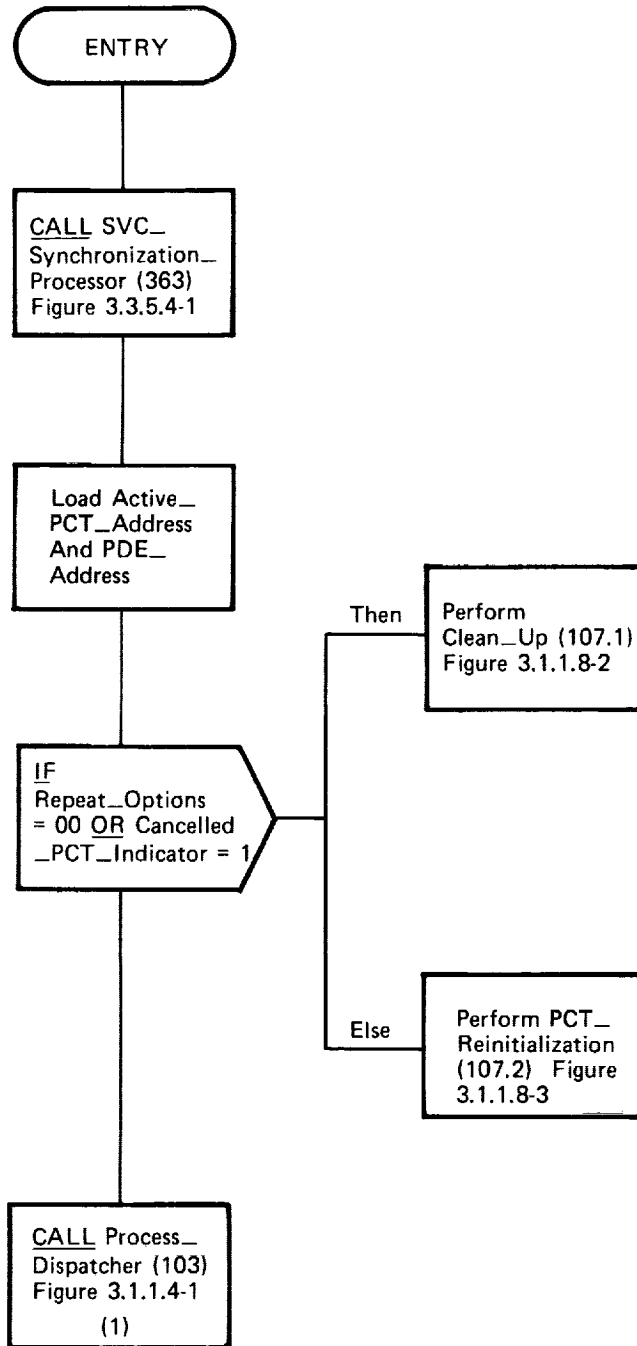 ENTRY
CALL SVC_
Synchronization_
Processor (363)
Figure 3.3.5.4-1
Load Active_
PCT_Address
And PDE_
Address
IF
Repeat_Options
= 00 OR Cancelled
_PCT_Indicator = 1
Then
Perform
Clean_Up (107.1)
Figure 3.1.1.8-2
Else
Perform PCT_
Reinitialization
(107.2) Figure
3.1.1.8-3
CALL Process_
Dispatcher (103)
Figure 3.1.1.4-1
(1)